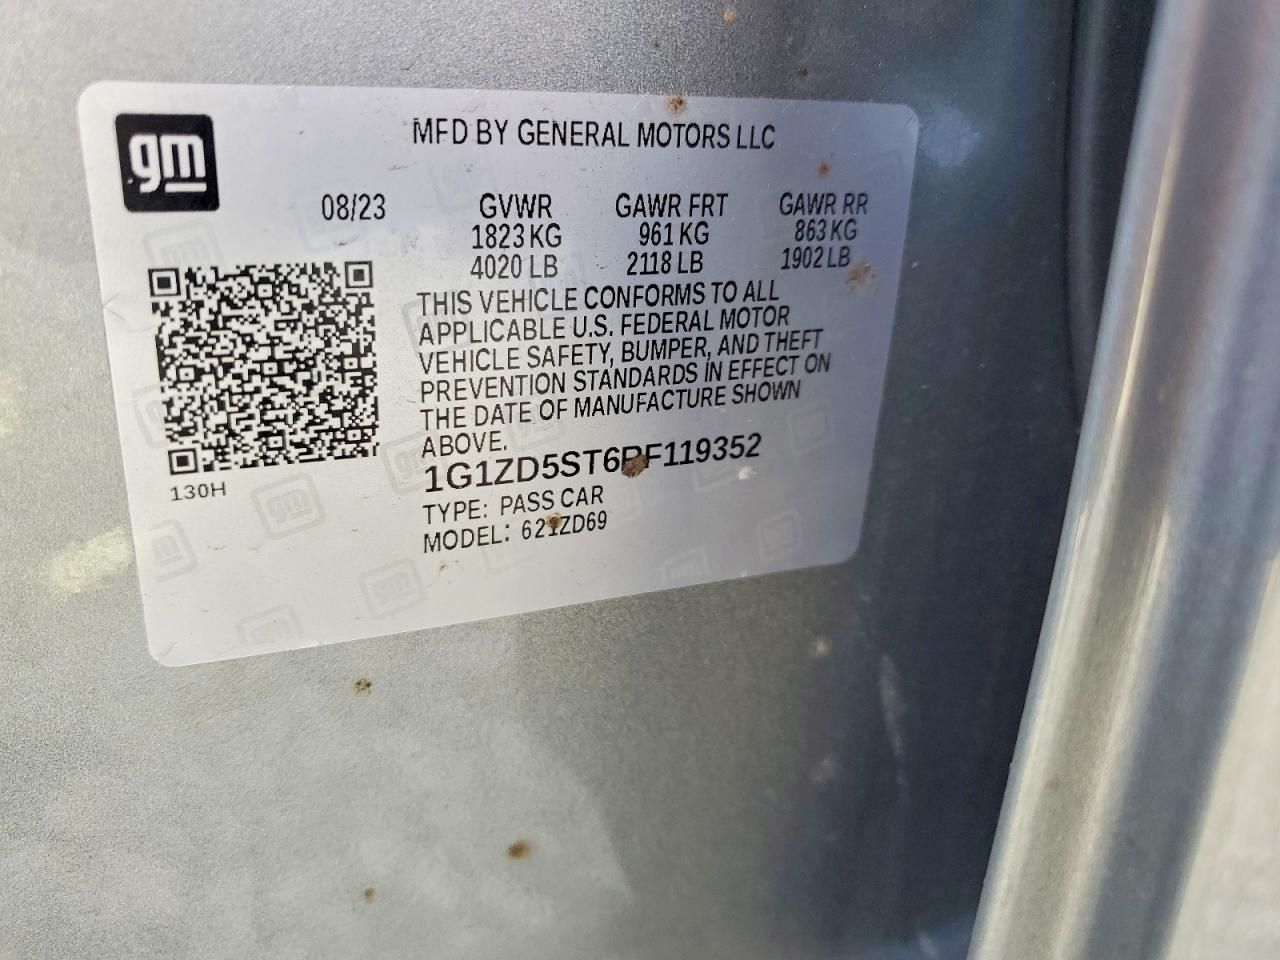 gm
MFD BY GENERAL MOTORS LLC
08/23 GVWR GAWR FRT GAWR RR
1823 KG 961 KG 863 KG
4020 LB 2118 LB 1902 LB
THIS VEHICLE CONFORMS TO ALL
APPLICABLE U.S. FEDERAL MOTOR
VEHICLE SAFETY, BUMPER, AND THEFT
PREVENTION STANDARDS IN EFFECT ON
THE DATE OF MANUFACTURE SHOWN
ABOVE.
1G1ZD5ST6RF119352
TYPE: PASS CAR
MODEL: 621ZD69
130H